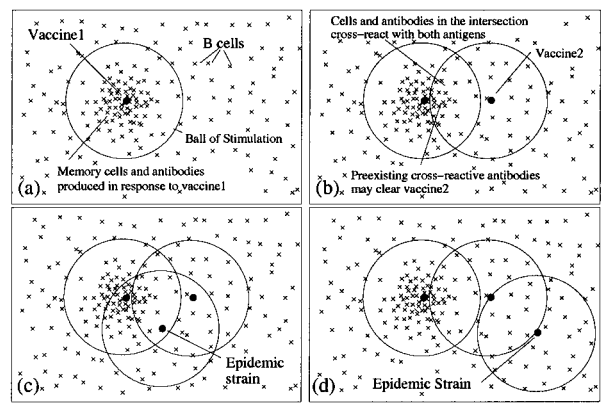 Vaccine1
B cells
Ball of Stimulation
Memory cells and antibodies
produced in response to vaccine1
(a)
Cells and antibodies in the intersection
cross-react with both antigens
Vaccine2
Preexisting cross-reactive antibodies
may clear vaccine2
(b)
Epidemic
strain
(c)
Epidemic Strain
(d)